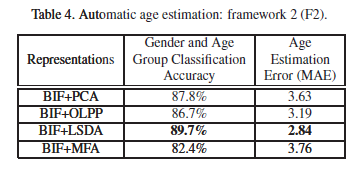 Table 4. Automatic age estimation: framework 2 (F2).
Representations Gender and Age Group Classification Accuracy Age Estimation Error (MAE)
BIF+PCA 87.8% 3.63
BIF+OLPP 86.7% 3.19
BIF+LSDA 89.7% 2.84
BIF+MFA 82.4% 3.76